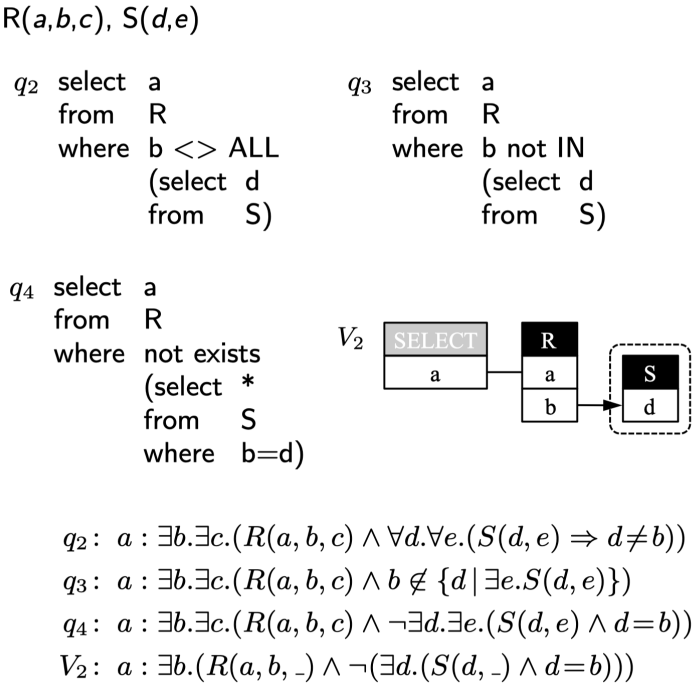 R(a,b,c), S(d,e)
q2 select a
from R
where b <> ALL
(select d
from S)
q3 select a
from R
where b not IN
(select d
from S)
q4 select a
from R
where not exists
(select *
from S
where b=d)
V2
SELECT
a
R
a
b
S
d
q2: a : ∃b.∃c.(R(a, b, c) ∧ ∀d.∀e.(S(d, e) ⇒ d≠b))
q3: a : ∃b.∃c.(R(a, b, c) ∧ b ∉ {d | ∃e.S(d, e)})
q4: a : ∃b.∃c.(R(a, b, c) ∧ ¬∃d.∃e.(S(d, e) ∧ d=b))
V2: a : ∃b.(R(a, b, _) ∧ ¬(∃d.(S(d, _) ∧ d=b)))